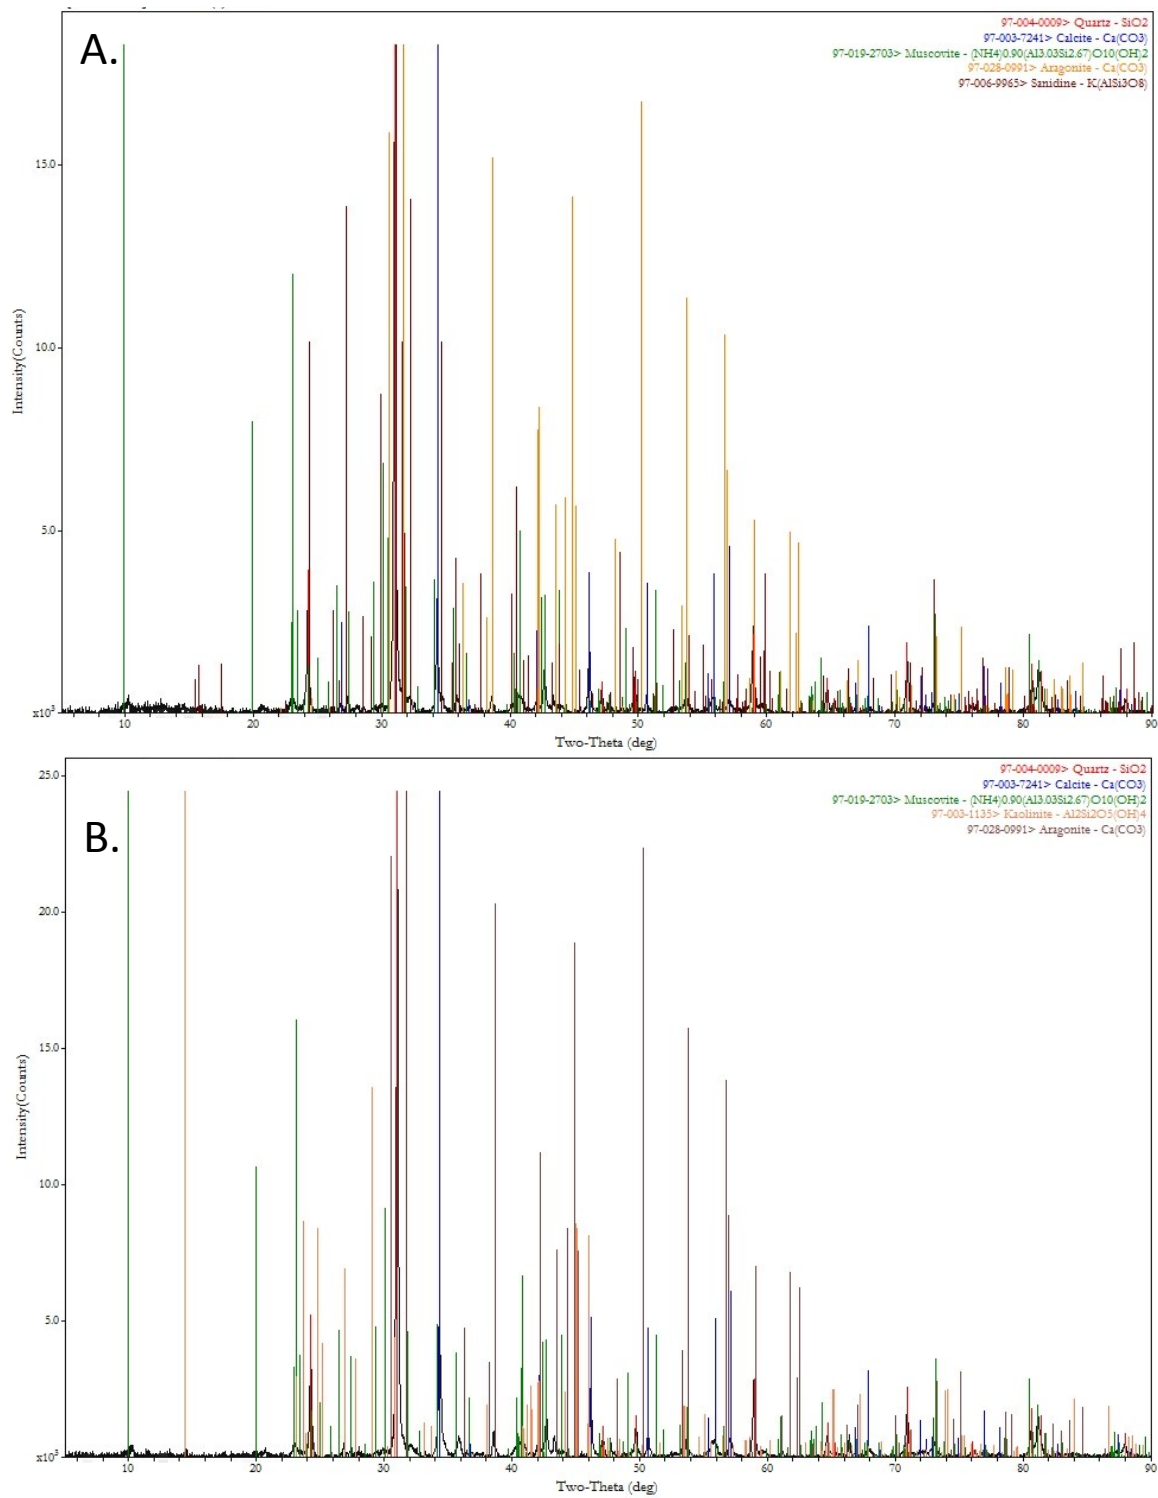 A.
97-004-0009> Quartz - SiO2
97-003-7241> Calcite - Ca(CO3)
97-019-2703> Muscovite - (NH4)0.90(Al3.03Si2.67)O10(OH)2
97-028-0991> Aragonite - Ca(CO3)
97-006-9965> Sanidine - K(AlSi3O8)
15.0
10.0
5.0
x10³
Intensity(Counts)
10 20 30 40 50 60 70 80 90
Two-Theta (deg)
B.
97-004-0009> Quartz - SiO2
97-003-7241> Calcite - Ca(CO3)
97-019-2703> Muscovite - (NH4)0.90(Al3.03Si2.67)O10(OH)2
97-003-1135> Kaolinite - Al2Si2O5(OH)4
97-028-0991> Aragonite - Ca(CO3)
25.0
20.0
15.0
10.0
5.0
x10³
Intensity(Counts)
10 20 30 40 50 60 70 80 90
Two-Theta (deg)